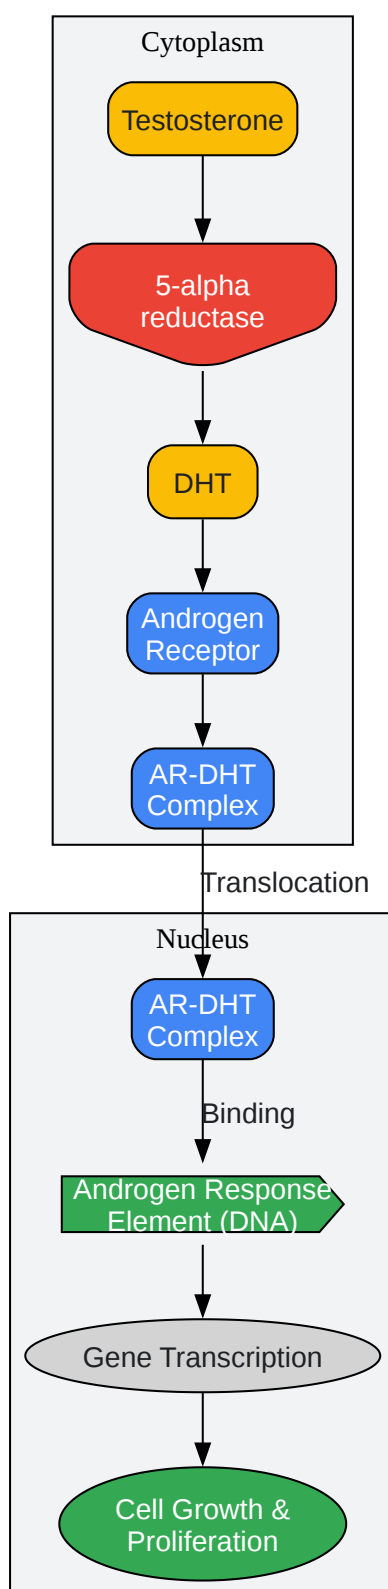 Cytoplasm
Testosterone
5-alpha
reductase
DHT
Androgen
Receptor
AR-DHT
Complex
Translocation
Nucleus
AR-DHT
Complex
Binding
Androgen Response
Element (DNA)
Gene Transcription
Cell Growth &
Proliferation